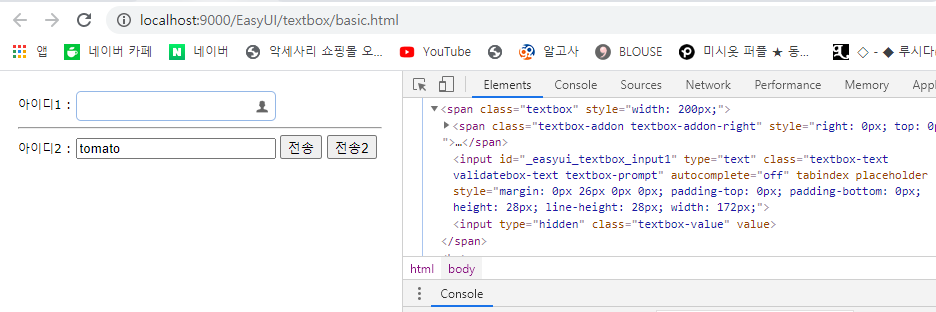 localhost:9000/EasyUI/textbox/basic.html
앱 네이버 카페 네이버 악세사리 쇼핑몰 오... YouTube 알고사 BLOUSE 미시옷 퍼플 ★ 동... ◇ - ◆ 루시다
Elements Console Sources Network Performance Memory Appl
아이디1 :
아이디2 : tomato 전송 전송2
▼<span class="textbox" style="width: 200px;">
▶<span class="textbox-addon textbox-addon-right" style="right: 0px; top: 0p
">…</span>
<input id="_easyui_textbox_input1" type="text" class="textbox-text
validatebox-text textbox-prompt" autocomplete="off" tabindex placeholder
style="margin: 0px 26px 0px 0px; padding-top: 0px; padding-bottom: 0px;
height: 28px; line-height: 28px; width: 172px;">
<input type="hidden" class="textbox-value" value>
</span>
html body
Console